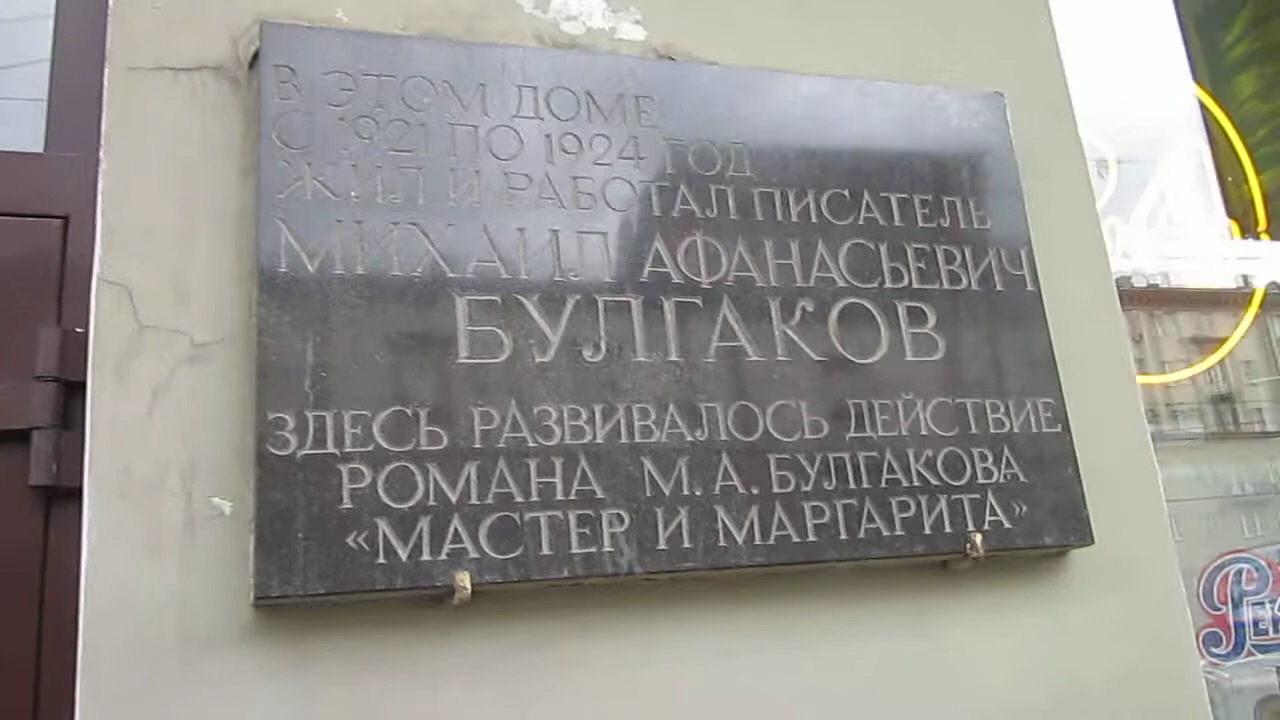 В ЭТОМ ДОМЕ
С 1921 ПО 1924 ГОД
ЖИЛ И РАБОТАЛ ПИСАТЕЛЬ
МИХАИЛ АФАНАСЬЕВИЧ
БУЛГАКОВ
ЗДЕСЬ РАЗВИВАЛОСЬ ДЕЙСТВИЕ
РОМАНА М. А. БУЛГАКОВА
«МАСТЕР И МАРГАРИТА»
24